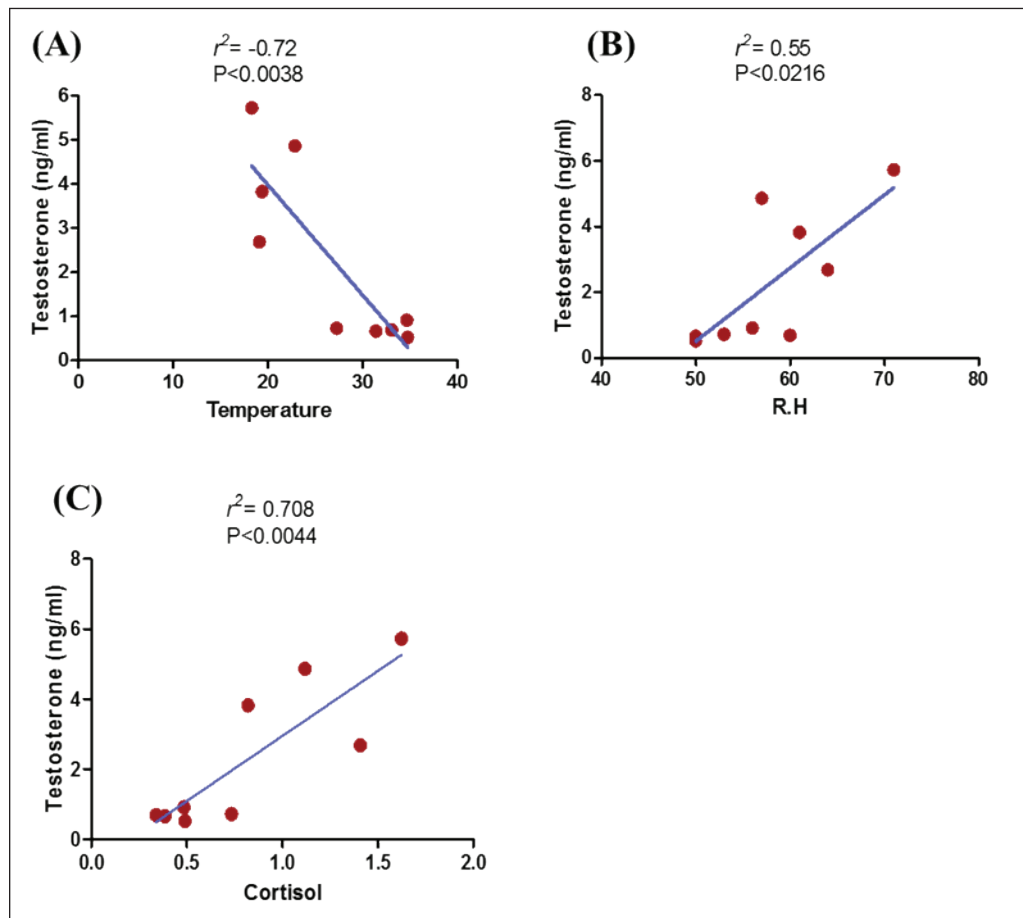 (A)
r²= -0.72
P<0.0038
Testosterone (ng/ml)
6
5
4
3
2
1
0
0 10 20 30 40
Temperature
(B)
r²= 0.55
P<0.0216
Testosterone (ng/ml)
8
6
4
2
0
40 50 60 70 80
R.H
(C)
r²= 0.708
P<0.0044
Testosterone (ng/ml)
8
6
4
2
0
0.0 0.5 1.0 1.5 2.0
Cortisol